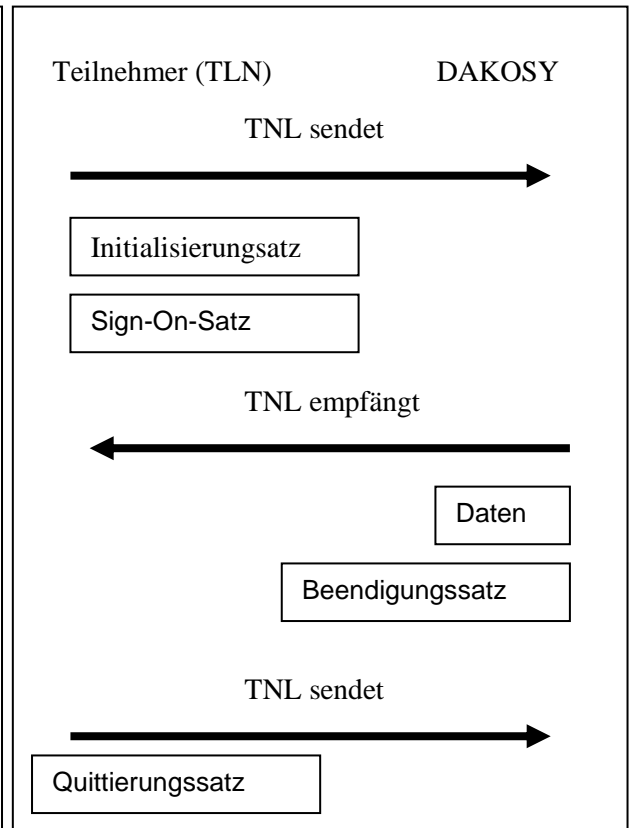 Teilnehmer (TLN) DAKOSY
TNL sendet
Initialisierungsatz
Sign-On-Satz
TNL empfängt
Daten
Beendigungssatz
TNL sendet
Quittierungssatz